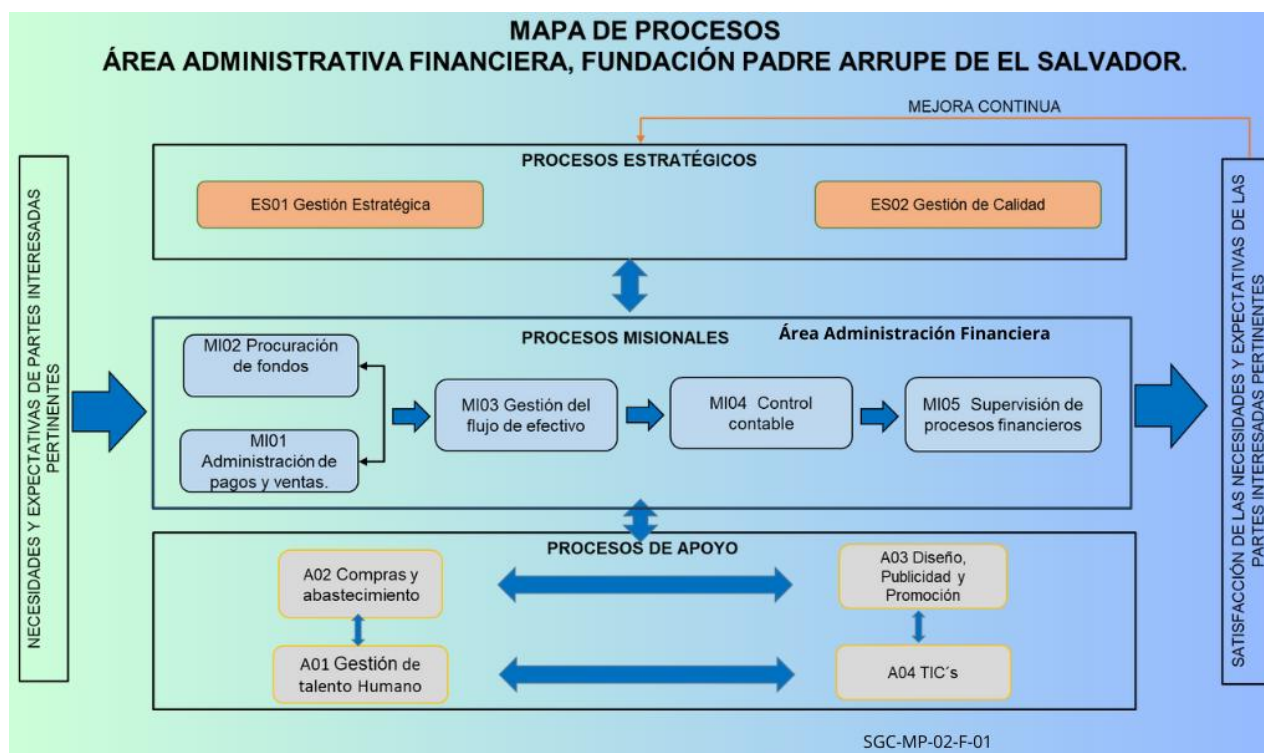 MAPA DE PROCESOS
ÁREA ADMINISTRATIVA FINANCIERA, FUNDACIÓN PADRE ARRUPE DE EL SALVADOR.
MEJORA CONTINUA
NECESIDADES Y EXPECTATIVAS DE PARTES INTERESADAS
PERTINENTES
PROCESOS ESTRATÉGICOS
ES01 Gestión Estratégica
ES02 Gestión de Calidad
PROCESOS MISIONALES
Área Administración Financiera
MI02 Procuración
de fondos
MI01
Administración de
pagos y ventas.
MI03 Gestión del
flujo de efectivo
MI04 Control
contable
MI05 Supervisión de
procesos financieros
PROCESOS DE APOYO
A02 Compras y
abastecimiento
A03 Diseño,
Publicidad y
Promoción
A01 Gestión de
talento Humano
A04 TIC´s
SATISFACCIÓN DE LAS NECESIDADES Y EXPECTATIVAS DE LAS
PARTES INTERESADAS PERTINENTES
SGC-MP-02-F-01